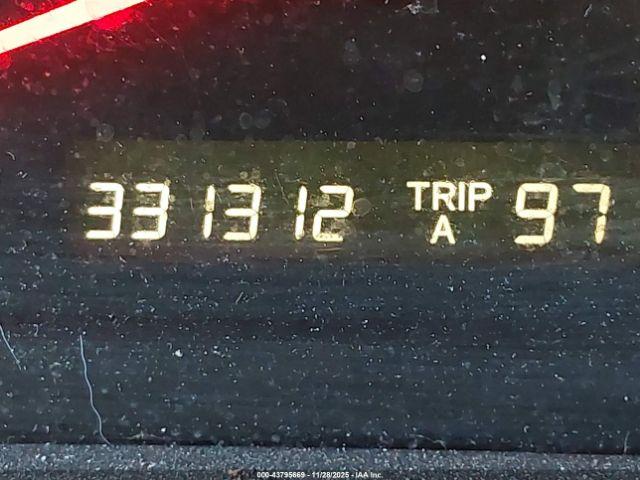 331312 TRIP A 97
000-43795669 - 11/28/2025 - IAA Inc.